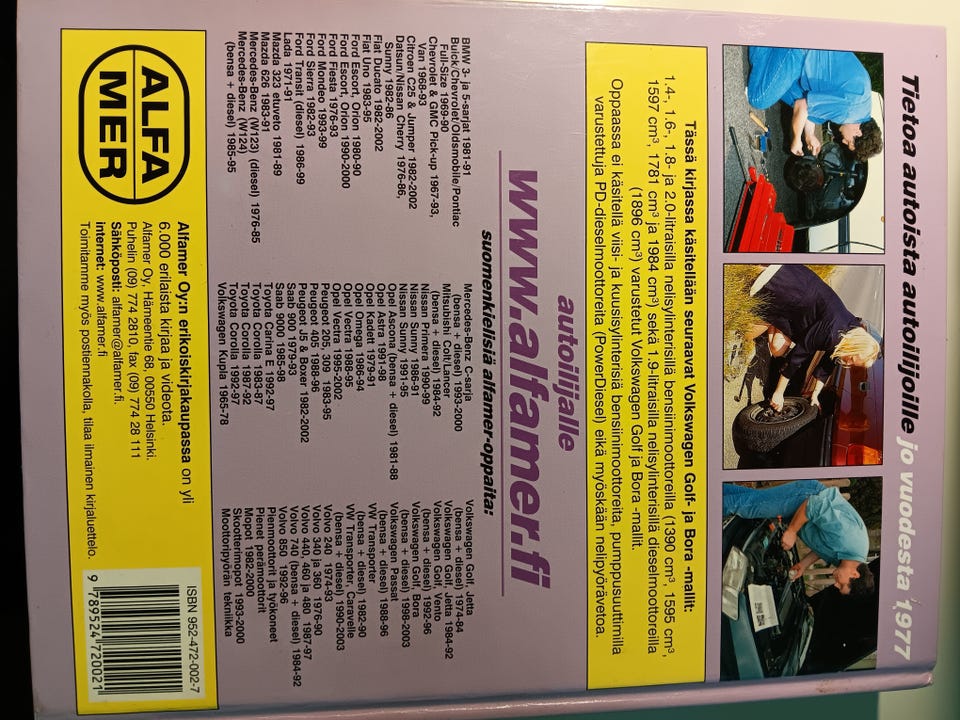 Tietoa autoista autoilijoille jo vuodesta 1977
Tässä kirjassa käsitellään seuraavat Volkswagen Golf- ja Bora -mallit:
1.4-, 1.6-, 1.8- ja 2.0-litraisilla nelisylinterisillä bensiinimoottoreilla (1390 cm³, 1595 cm³,
1597 cm³, 1781 cm³ ja 1984 cm³) sekä 1.9-litraisilla nelisylinterisillä dieselmoottoreilla
(1896 cm³) varustetut Volkswagen Golf ja Bora -mallit.
Oppaassa ei käsitellä viisi- ja kuusisylinterisiä bensiinimoottoreita, pumppusuuttimilla
varustettuja PD-dieselmoottoreita (PowerDiesel) eikä myöskään nelipyörävetoa.
autoilijalle
www.alfamer.fi
suomenkielisiä alfamer-oppaita:
BMW 3- ja 5-sarjat 1981-91
Buick/Chevrolet/Oldsmobile/Pontiac
Full-Size 1969-90
Chevrolet & GMC Pick-up 1967-93,
Van 1968-93
Citroen C25 & Jumper 1982-2002
Datsun/Nissan Cherry 1976-86,
Sunny 1982-86
Fiat Ducato 1982-2002
Fiat Uno 1983-95
Ford Escort, Orion 1980-90
Ford Escort, Orion 1990-2000
Ford Fiesta 1976-93
Ford Mondeo 1993-99
Ford Sierra 1982-93
Ford Transit (diesel) 1986-99
Lada 1971-91
Mazda 323 etuveto 1981-89
Mazda 626 1983-91
Mercedes-Benz (W123) (diesel) 1976-85
Mercedes-Benz (W124)
(bensa + diesel) 1985-95
Mercedes-Benz C-sarja
(bensa + diesel) 1993-2000
Mitsubishi Colt/Lancer
(bensa + diesel) 1984-92
Nissan Primera 1990-99
Nissan Sunny 1986-91
Nissan Sunny 1991-95
Opel Ascona (bensa + diesel) 1981-88
Opel Astra 1991-98
Opel Kadett 1979-91
Opel Omega 1986-94
Opel Vectra 1988-95
Opel Vectra 1995-2002
Peugeot 205, 309 1983-95
Peugeot 405 1988-96
Peugeot J5 & Boxer 1982-2002
Saab 900 1979-93
Saab 9000 1985-98
Toyota Carina E 1992-97
Toyota Corolla 1983-87
Toyota Corolla 1987-92
Toyota Corolla 1992-97
Volkswagen Kupla 1965-78
Volkswagen Golf, Jetta
(bensa + diesel) 1974-84
Volkswagen Golf, Jetta 1984-92
Volkswagen Golf, Vento
(bensa + diesel) 1992-96
Volkswagen Golf, Bora
(bensa + diesel) 1998-2003
Volkswagen Passat
(bensa + diesel) 1988-96
VW Transporter
(bensa + diesel) 1982-90
VW Transporter, Caravelle
(bensa + diesel) 1990-2003
Volvo 240 1974-93
Volvo 340 ja 360 1976-90
Volvo 440, 460 ja 480 1987-97
Volvo 740 (bensa + diesel) 1984-92
Volvo 850 1992-96
Pienmoottorit ja työkoneet
Pienet perämoottorit
Mopot 1982-2000
Skootterimopot 1993-2000
Moottoripyörän tekniikka
ALFA
MER
Alfamer Oy:n erikoiskirjakaupassa on yli
6.000 erilaista kirjaa ja videota.
Alfamer Oy, Hämeentie 68, 00550 Helsinki.
Puhelin (09) 774 2810, fax (09) 774 28 111
Sähköposti: alfamer@alfamer.fi.
internet: www.alfamer.fi
Toimitamme myös postiennakolla, tilaa ilmainen kirjaluettelo.
ISBN 952-472-002-7
9 789524 720021